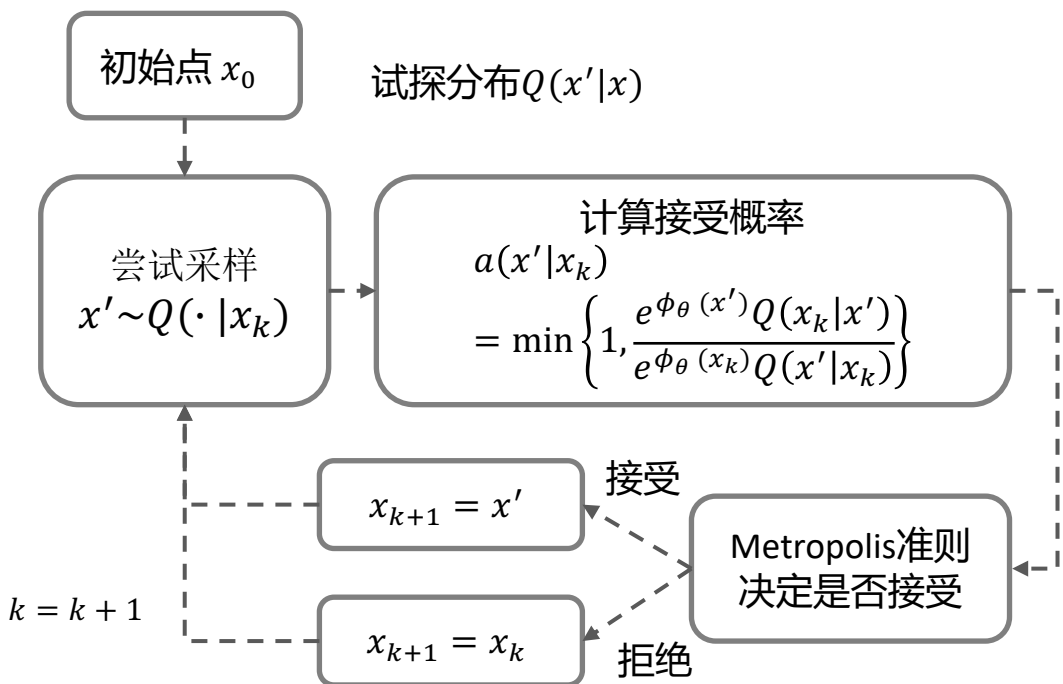 初始点 x₀
试探分布Q(x′|x)
尝试采样
x′~Q(· |xₖ)
计算接受概率
a(x′|xₖ)
= min{1, e^{ϕ_θ (x′)}Q(xₖ|x′) / e^{ϕ_θ (xₖ)}Q(x′|xₖ)}
接受
xₖ₊₁ = x′
Metropolis准则
决定是否接受
k = k + 1
xₖ₊₁ = xₖ
拒绝